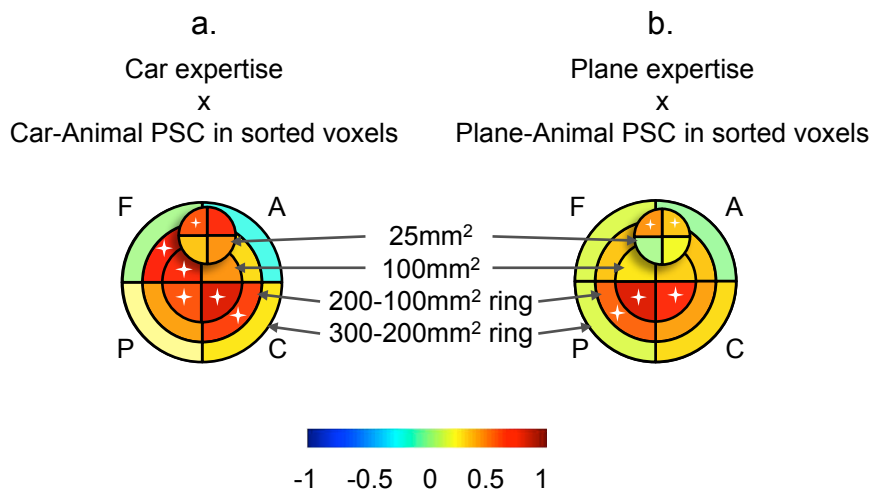 a.
Car expertise
x
Car-Animal PSC in sorted voxels
b.
Plane expertise
x
Plane-Animal PSC in sorted voxels
F
A
P
C
25mm²
100mm²
200-100mm² ring
300-200mm² ring
F
A
P
C
-1 -0.5 0 0.5 1